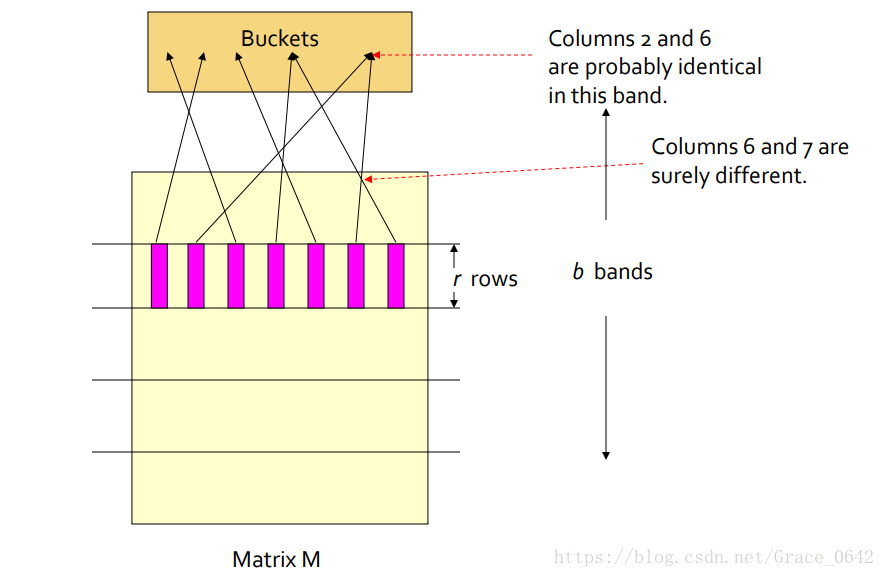 Buckets
Columns 2 and 6
are probably identical
in this band.
Columns 6 and 7 are
surely different.
r rows
b bands
Matrix M
https://blog.csdn.net/Grace_0642